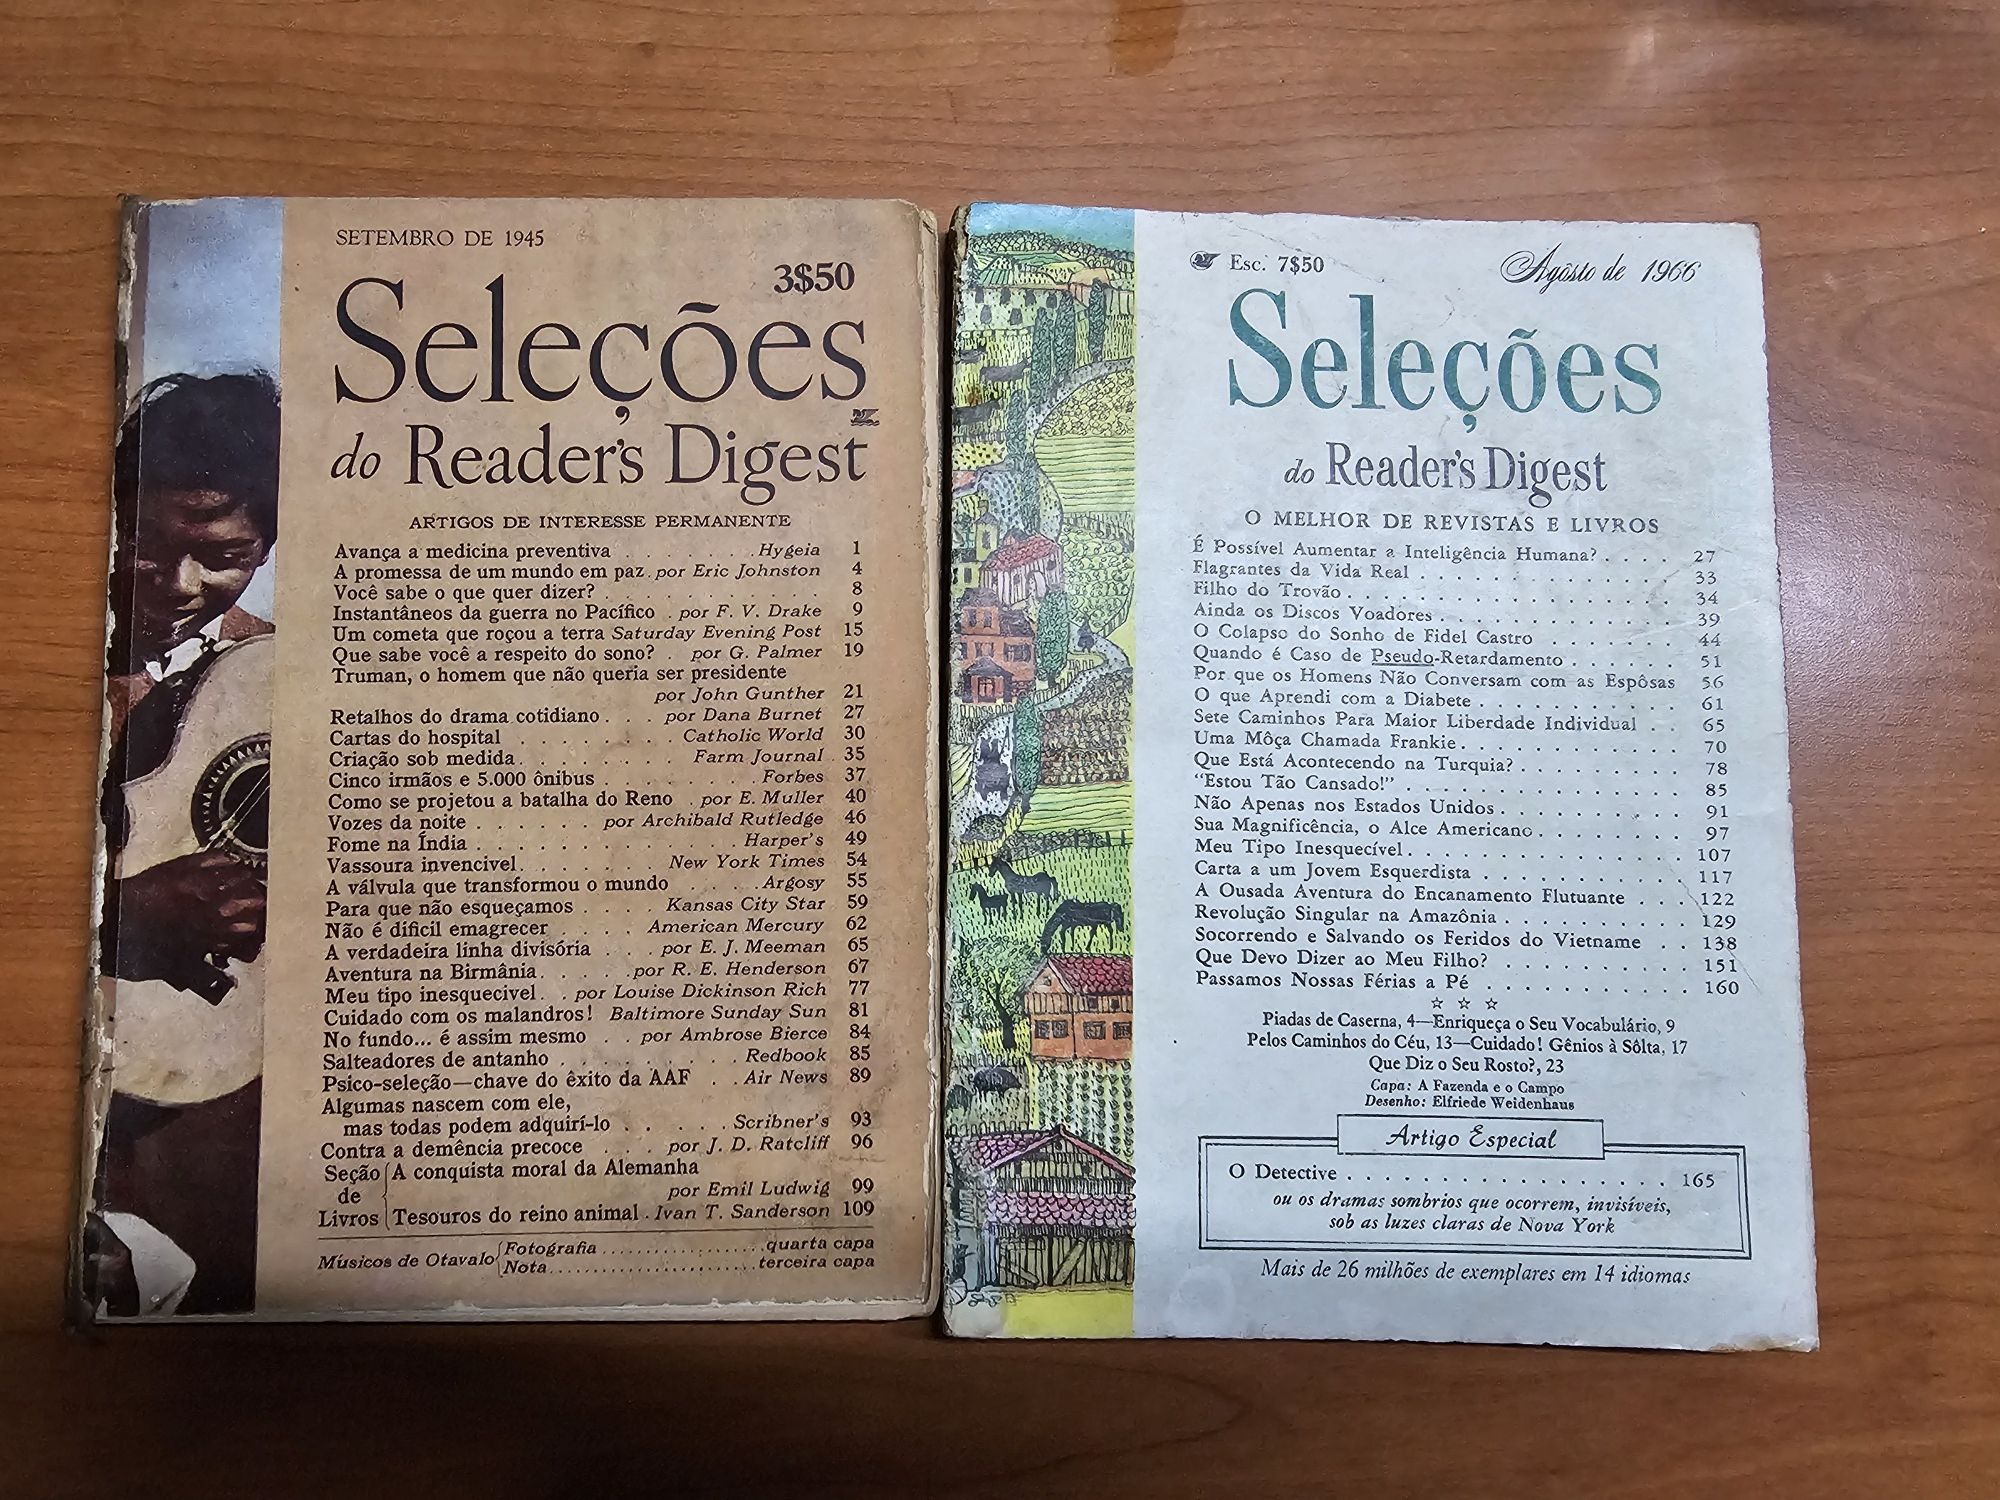 SETEMBRO DE 1945
3$50
Seleções
do Reader's Digest
ARTIGOS DE INTERESSE PERMANENTE
Avança a medicina preventiva . . . . . . . Hygeia 1
A promessa de um mundo em paz . por Eric Johnston 4
Você sabe o que quer dizer? . . . . . . . . . . . 8
Instantâneos da guerra no Pacífico . por F. V. Drake 9
Um cometa que roçou a terra Saturday Evening Post 15
Que sabe você a respeito do sono? . por G. Palmer 19
Truman, o homem que não queria ser presidente
por John Gunther 21
Retalhos do drama cotidiano . . . por Dana Burnet 27
Cartas do hospital . . . . . . . . Catholic World 30
Criação sob medida . . . . . . . . Farm Journal 35
Cinco irmãos e 5.000 ônibus . . . . . . . . Forbes 37
Como se projetou a batalha do Reno . por E. Muller 40
Vozes da noite . . . . . . por Archibald Rutledge 46
Fome na Índia . . . . . . . . . . . . . Harper's 49
Vassoura invencivel . . . . . . New York Times 54
A válvula que transformou o mundo . . . . Argosy 55
Para que não esqueçamos . . . . Kansas City Star 59
Não é dificil emagrecer . . . . American Mercury 62
A verdadeira linha divisória . . . por E. J. Meeman 65
Aventura na Birmânia . . . . . por R. E. Henderson 67
Meu tipo inesquecivel . . por Louise Dickinson Rich 77
Cuidado com os malandros! Baltimore Sunday Sun 81
No fundo... é assim mesmo . . por Ambrose Bierce 84
Salteadores de antanho . . . . . . . . . Redbook 85
Psico-seleção—chave do êxito da AAF . . Air News 89
Algumas nascem com ele,
mas todas podem adquirí-lo . . . . . Scribner's 93
Contra a demência precoce . . . por J. D. Ratcliff 96
Seção de Livros
A conquista moral da Alemanha
por Emil Ludwig 99
Tesouros do reino animal . Ivan T. Sanderson 109
Músicos de Otavalo
Fotografia ................... quarta capa
Nota ........................ terceira capa
Esc. 7$50
Agôsto de 1966
Seleções
do Reader's Digest
O MELHOR DE REVISTAS E LIVROS
É Possível Aumentar a Inteligência Humana? . . . . 27
Flagrantes da Vida Real . . . . . . . . . . . . . . 33
Filho do Trovão . . . . . . . . . . . . . . . . . . 34
Ainda os Discos Voadores . . . . . . . . . . . . . 39
O Colapso do Sonho de Fidel Castro . . . . . . . 44
Quando é Caso de Pseudo-Retardamento . . . . . . 51
Por que os Homens Não Conversam com as Espôsas 56
O que Aprendi com a Diabete . . . . . . . . . . . 61
Sete Caminhos Para Maior Liberdade Individual . . 65
Uma Môça Chamada Frankie . . . . . . . . . . . . 70
Que Está Acontecendo na Turquia? . . . . . . . . . 78
"Estou Tão Cansado!" . . . . . . . . . . . . . . . 85
Não Apenas nos Estados Unidos . . . . . . . . . . 91
Sua Magnificência, o Alce Americano . . . . . . . . 97
Meu Tipo Inesquecível . . . . . . . . . . . . . . 107
Carta a um Jovem Esquerdista . . . . . . . . . . . 117
A Ousada Aventura do Encanamento Flutuante . . . 122
Revolução Singular na Amazônia . . . . . . . . . . 129
Socorrendo e Salvando os Feridos do Vietname . . 138
Que Devo Dizer ao Meu Filho? . . . . . . . . . . 151
Passamos Nossas Férias a Pé . . . . . . . . . . . 160
☆ ☆ ☆
Piadas de Caserna, 4—Enriqueça o Seu Vocabulário, 9
Pelos Caminhos do Céu, 13—Cuidado! Gênios à Sôlta, 17
Que Diz o Seu Rosto?, 23
Capa: A Fazenda e o Campo
Desenho: Elfriede Weidenhaus
Artigo Especial
O Detective . . . . . . . . . . . . . . . . . 165
ou os dramas sombrios que ocorrem, invisíveis,
sob as luzes claras de Nova York
Mais de 26 milhões de exemplares em 14 idiomas